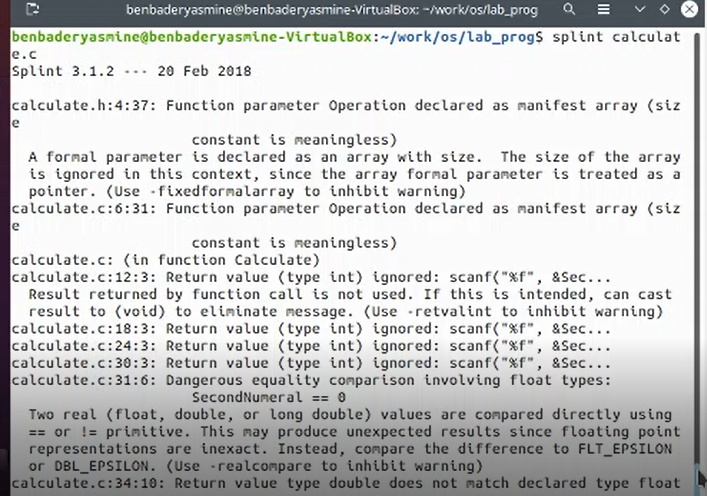 benbaderyasmine@benbaderyasmine-VirtualBox: ~/work/os/lab_prog
benbaderyasmine@benbaderyasmine-VirtualBox:~/work/os/lab_prog$ splint calculat
e.c
Splint 3.1.2 --- 20 Feb 2018
calculate.h:4:37: Function parameter Operation declared as manifest array (siz
e
constant is meaningless)
A formal parameter is declared as an array with size.  The size of the array
is ignored in this context, since the array formal parameter is treated as a
pointer. (Use -fixedformalarray to inhibit warning)
calculate.c:6:31: Function parameter Operation declared as manifest array (siz
e
constant is meaningless)
calculate.c: (in function Calculate)
calculate.c:12:3: Return value (type int) ignored: scanf("%f", &Sec...
Result returned by function call is not used. If this is intended, can cast
result to (void) to eliminate message. (Use -retvalint to inhibit warning)
calculate.c:18:3: Return value (type int) ignored: scanf("%f", &Sec...
calculate.c:24:3: Return value (type int) ignored: scanf("%f", &Sec...
calculate.c:30:3: Return value (type int) ignored: scanf("%f", &Sec...
calculate.c:31:6: Dangerous equality comparison involving float types:
SecondNumeral == 0
Two real (float, double, or long double) values are compared directly using
== or != primitive. This may produce unexpected results since floating point
representations are inexact. Instead, compare the difference to FLT_EPSILON
or DBL_EPSILON. (Use -realcompare to inhibit warning)
calculate.c:34:10: Return value type double does not match declared type float